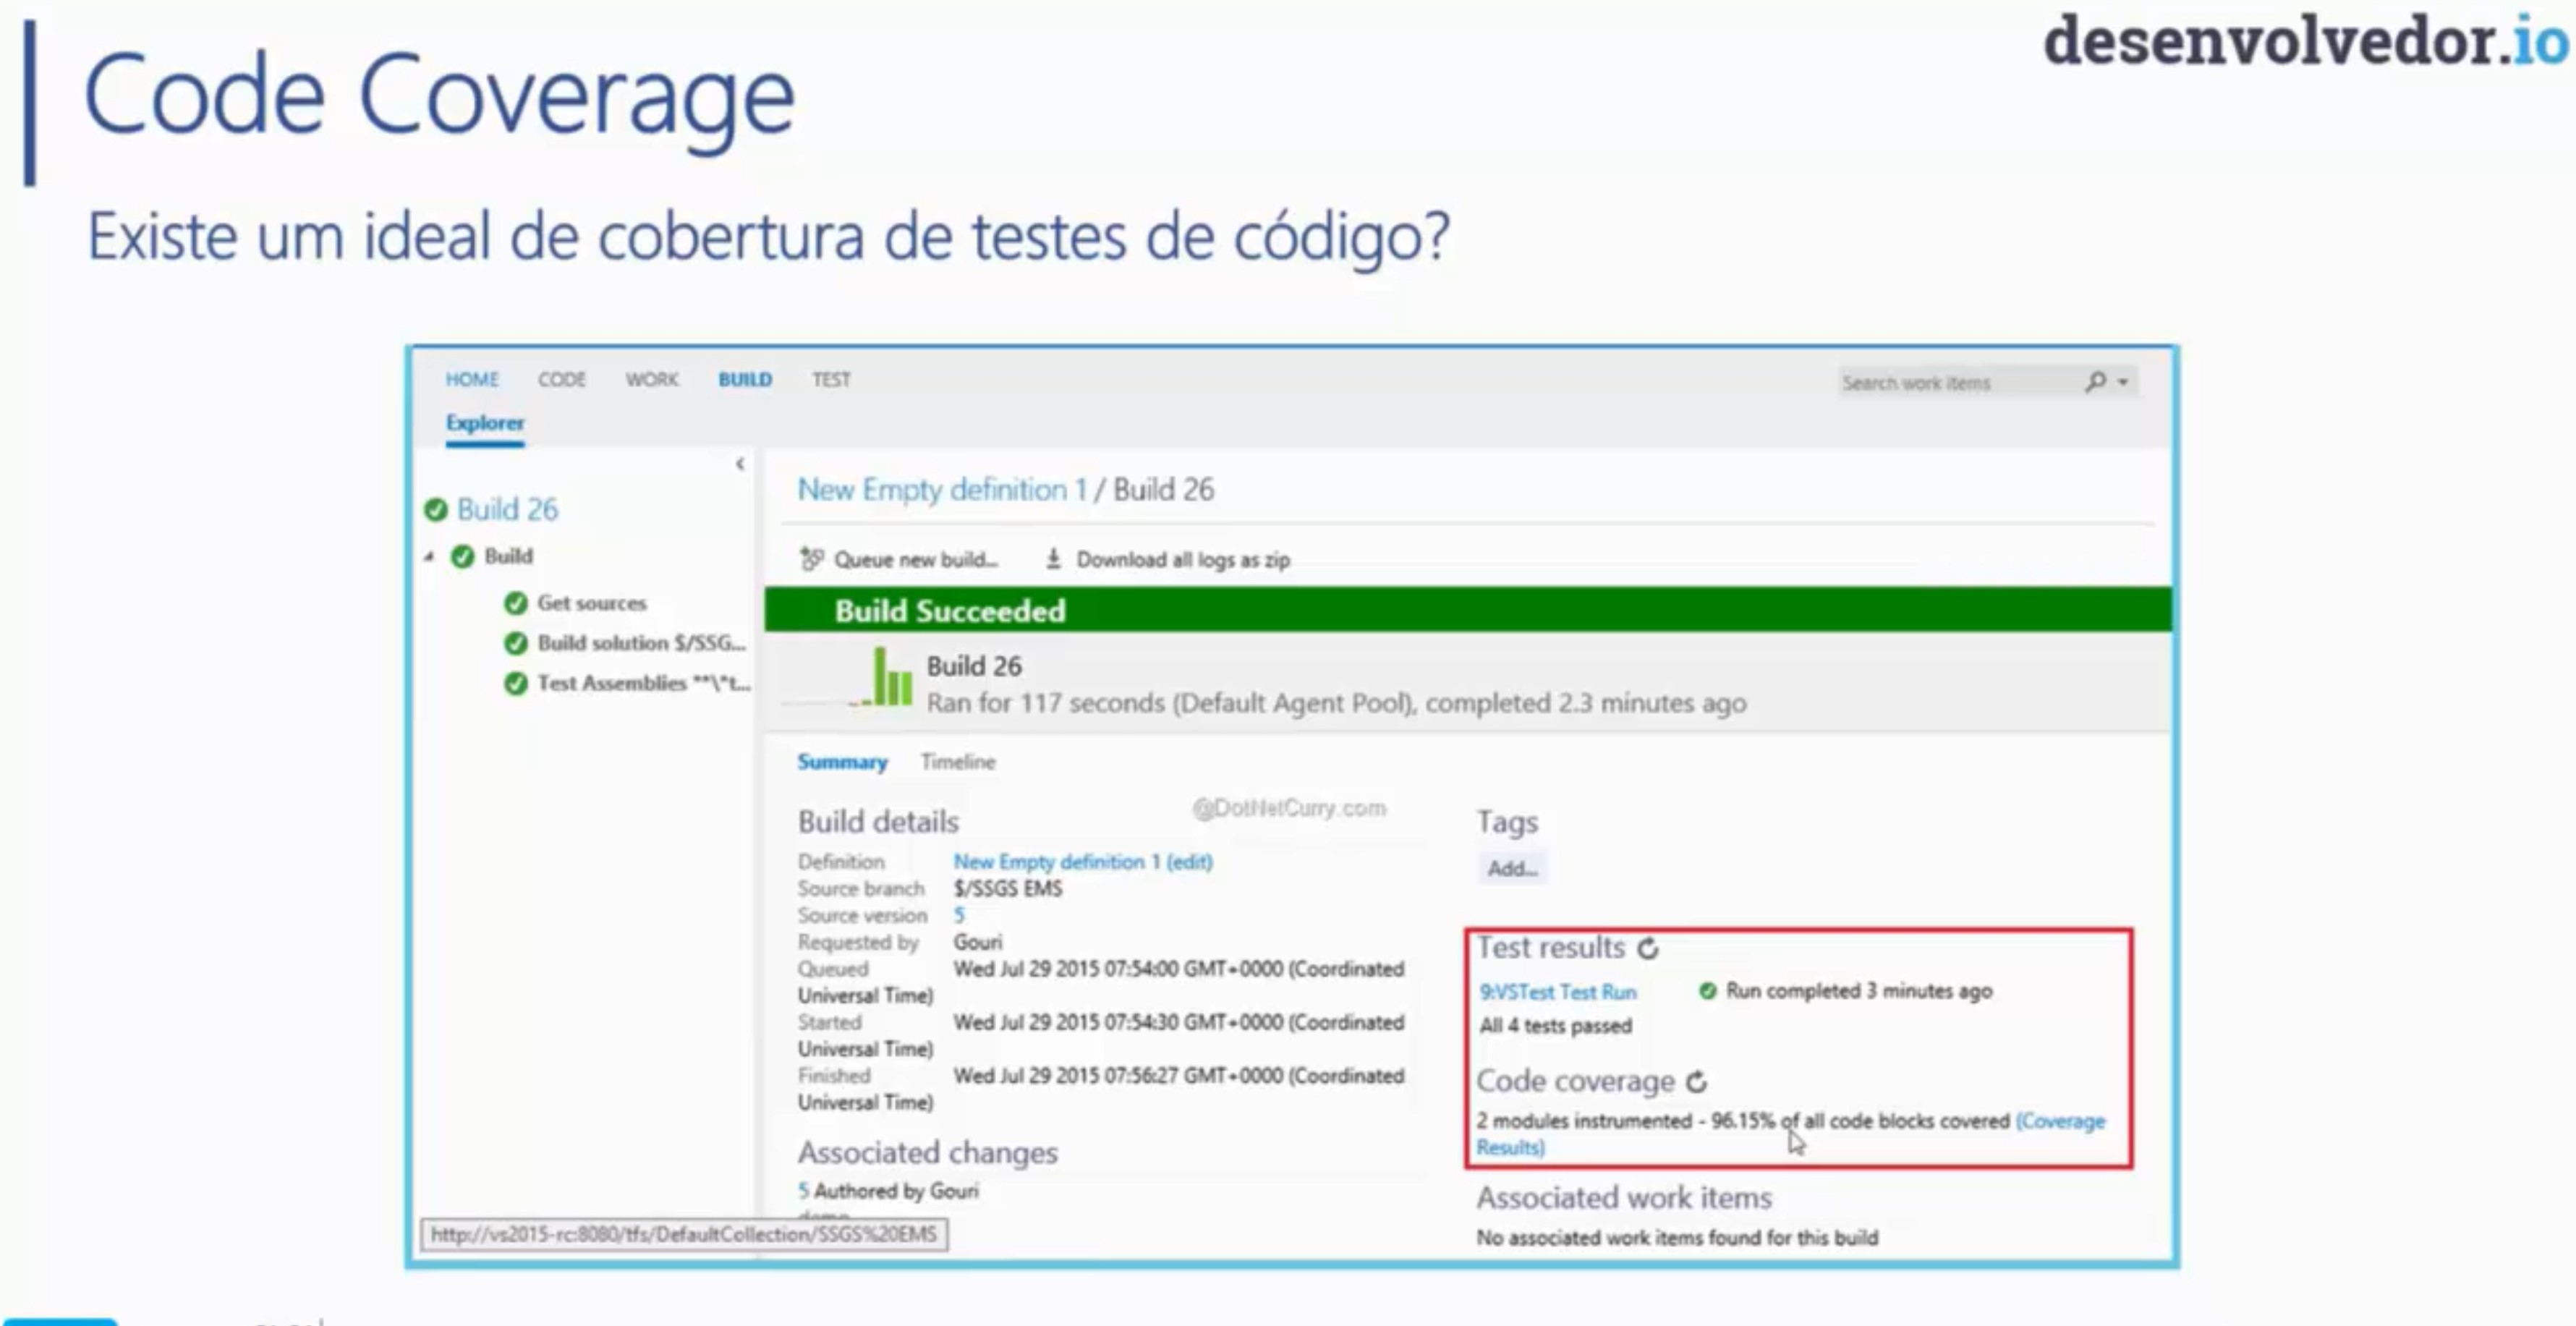 desenvolvedor.io
Code Coverage
Existe um ideal de cobertura de testes de código?
HOME CODE WORK BUILD TEST
Search work items
Explorer
Build 26
Build
Get sources
Build solution $/SSG...
Test Assemblies **\*t...
New Empty definition 1 / Build 26
Queue new build... Download all logs as zip
Build Succeeded
Build 26
Ran for 117 seconds (Default Agent Pool), completed 2.3 minutes ago
Summary Timeline
@DotNetCurry.com
Build details
Definition New Empty definition 1 (edit)
Source branch $/SSGS EMS
Source version 5
Requested by Gouri
Queued Wed Jul 29 2015 07:54:00 GMT+0000 (Coordinated
Universal Time)
Started Wed Jul 29 2015 07:54:30 GMT+0000 (Coordinated
Universal Time)
Finished Wed Jul 29 2015 07:56:27 GMT+0000 (Coordinated
Universal Time)
Associated changes
5 Authored by Gouri
http://vs2015-rc:8080/tfs/DefaultCollection/SSGS%20EMS
Tags
Add...
Test results
9:VSTest Test Run Run completed 3 minutes ago
All 4 tests passed
Code coverage
2 modules instrumented - 96.15% of all code blocks covered (Coverage
Results)
Associated work items
No associated work items found for this build